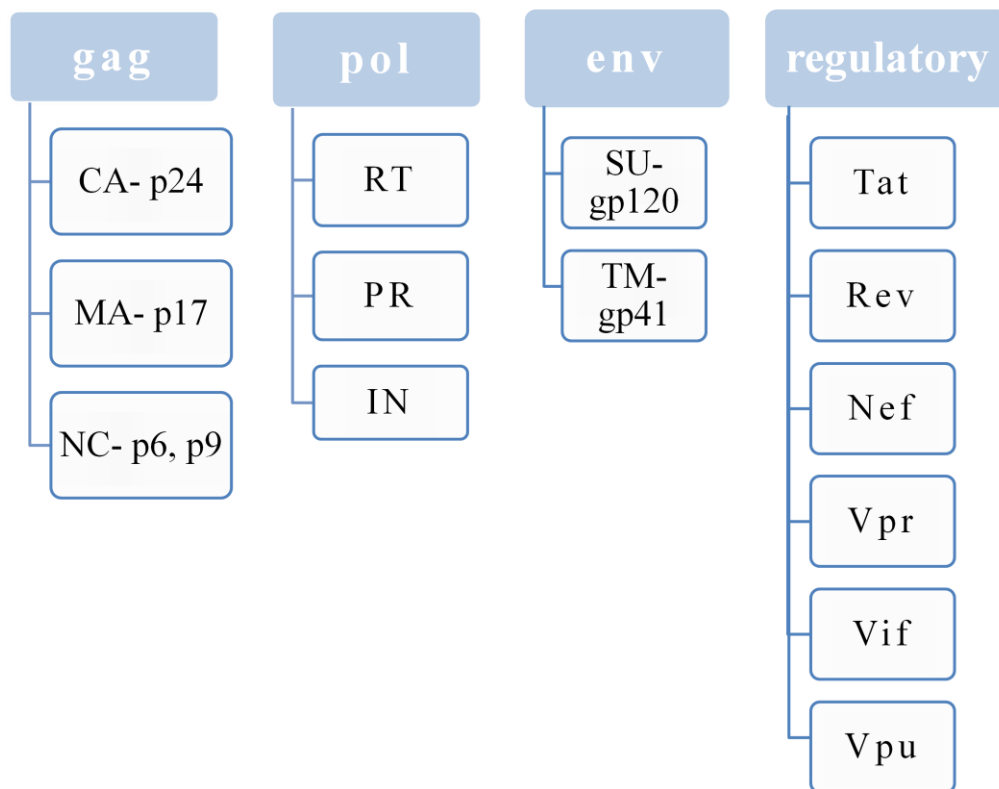 gag
CA- p24
MA- p17
NC- p6, p9
pol
RT
PR
IN
env
SU-
gp120
TM-
gp41
regulatory
Tat
Rev
Nef
Vpr
Vif
Vpu